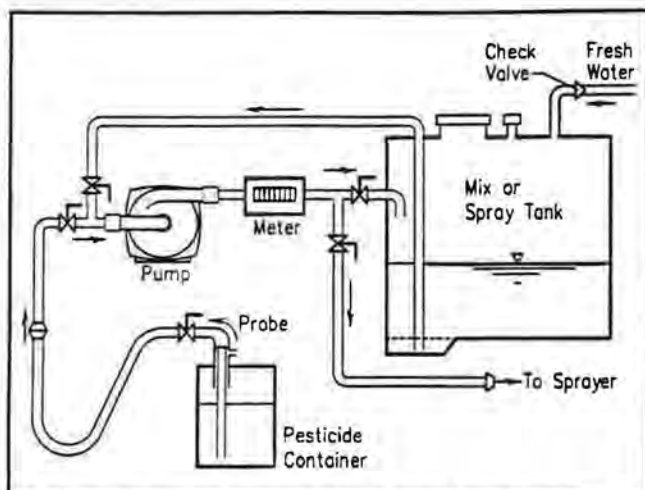 Check
Valve
Fresh
Water
Mix or
Spray Tank
Meter
Pump
Probe
To Sprayer
Pesticide
Container